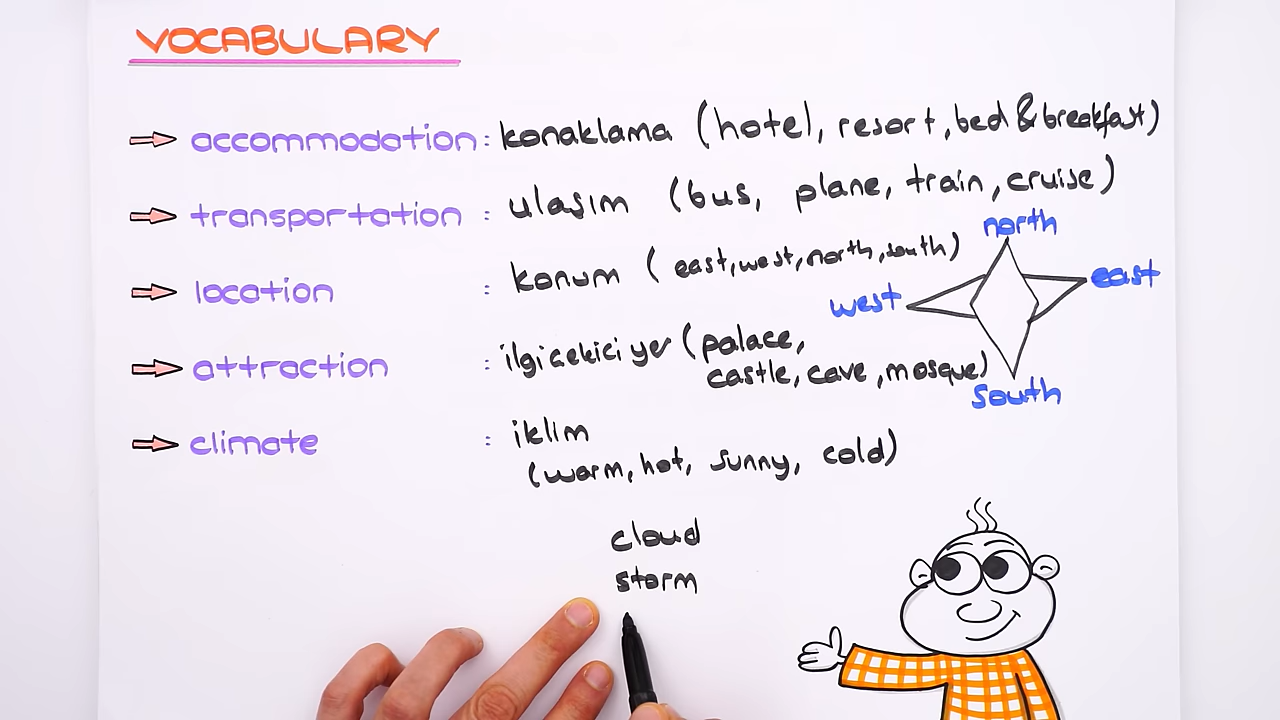 VOCABULARY
accommodation : konaklama (hotel, resort, bed & breakfast)
transportation : ulaşım (bus, plane, train, cruise)
location : konum (east, west, north, south)
north
east
west
south
attraction : ilgi çekici yer (palace,
castle, cave, mosque)
climate : iklim
(warm, hot, sunny, cold)
cloud
storm